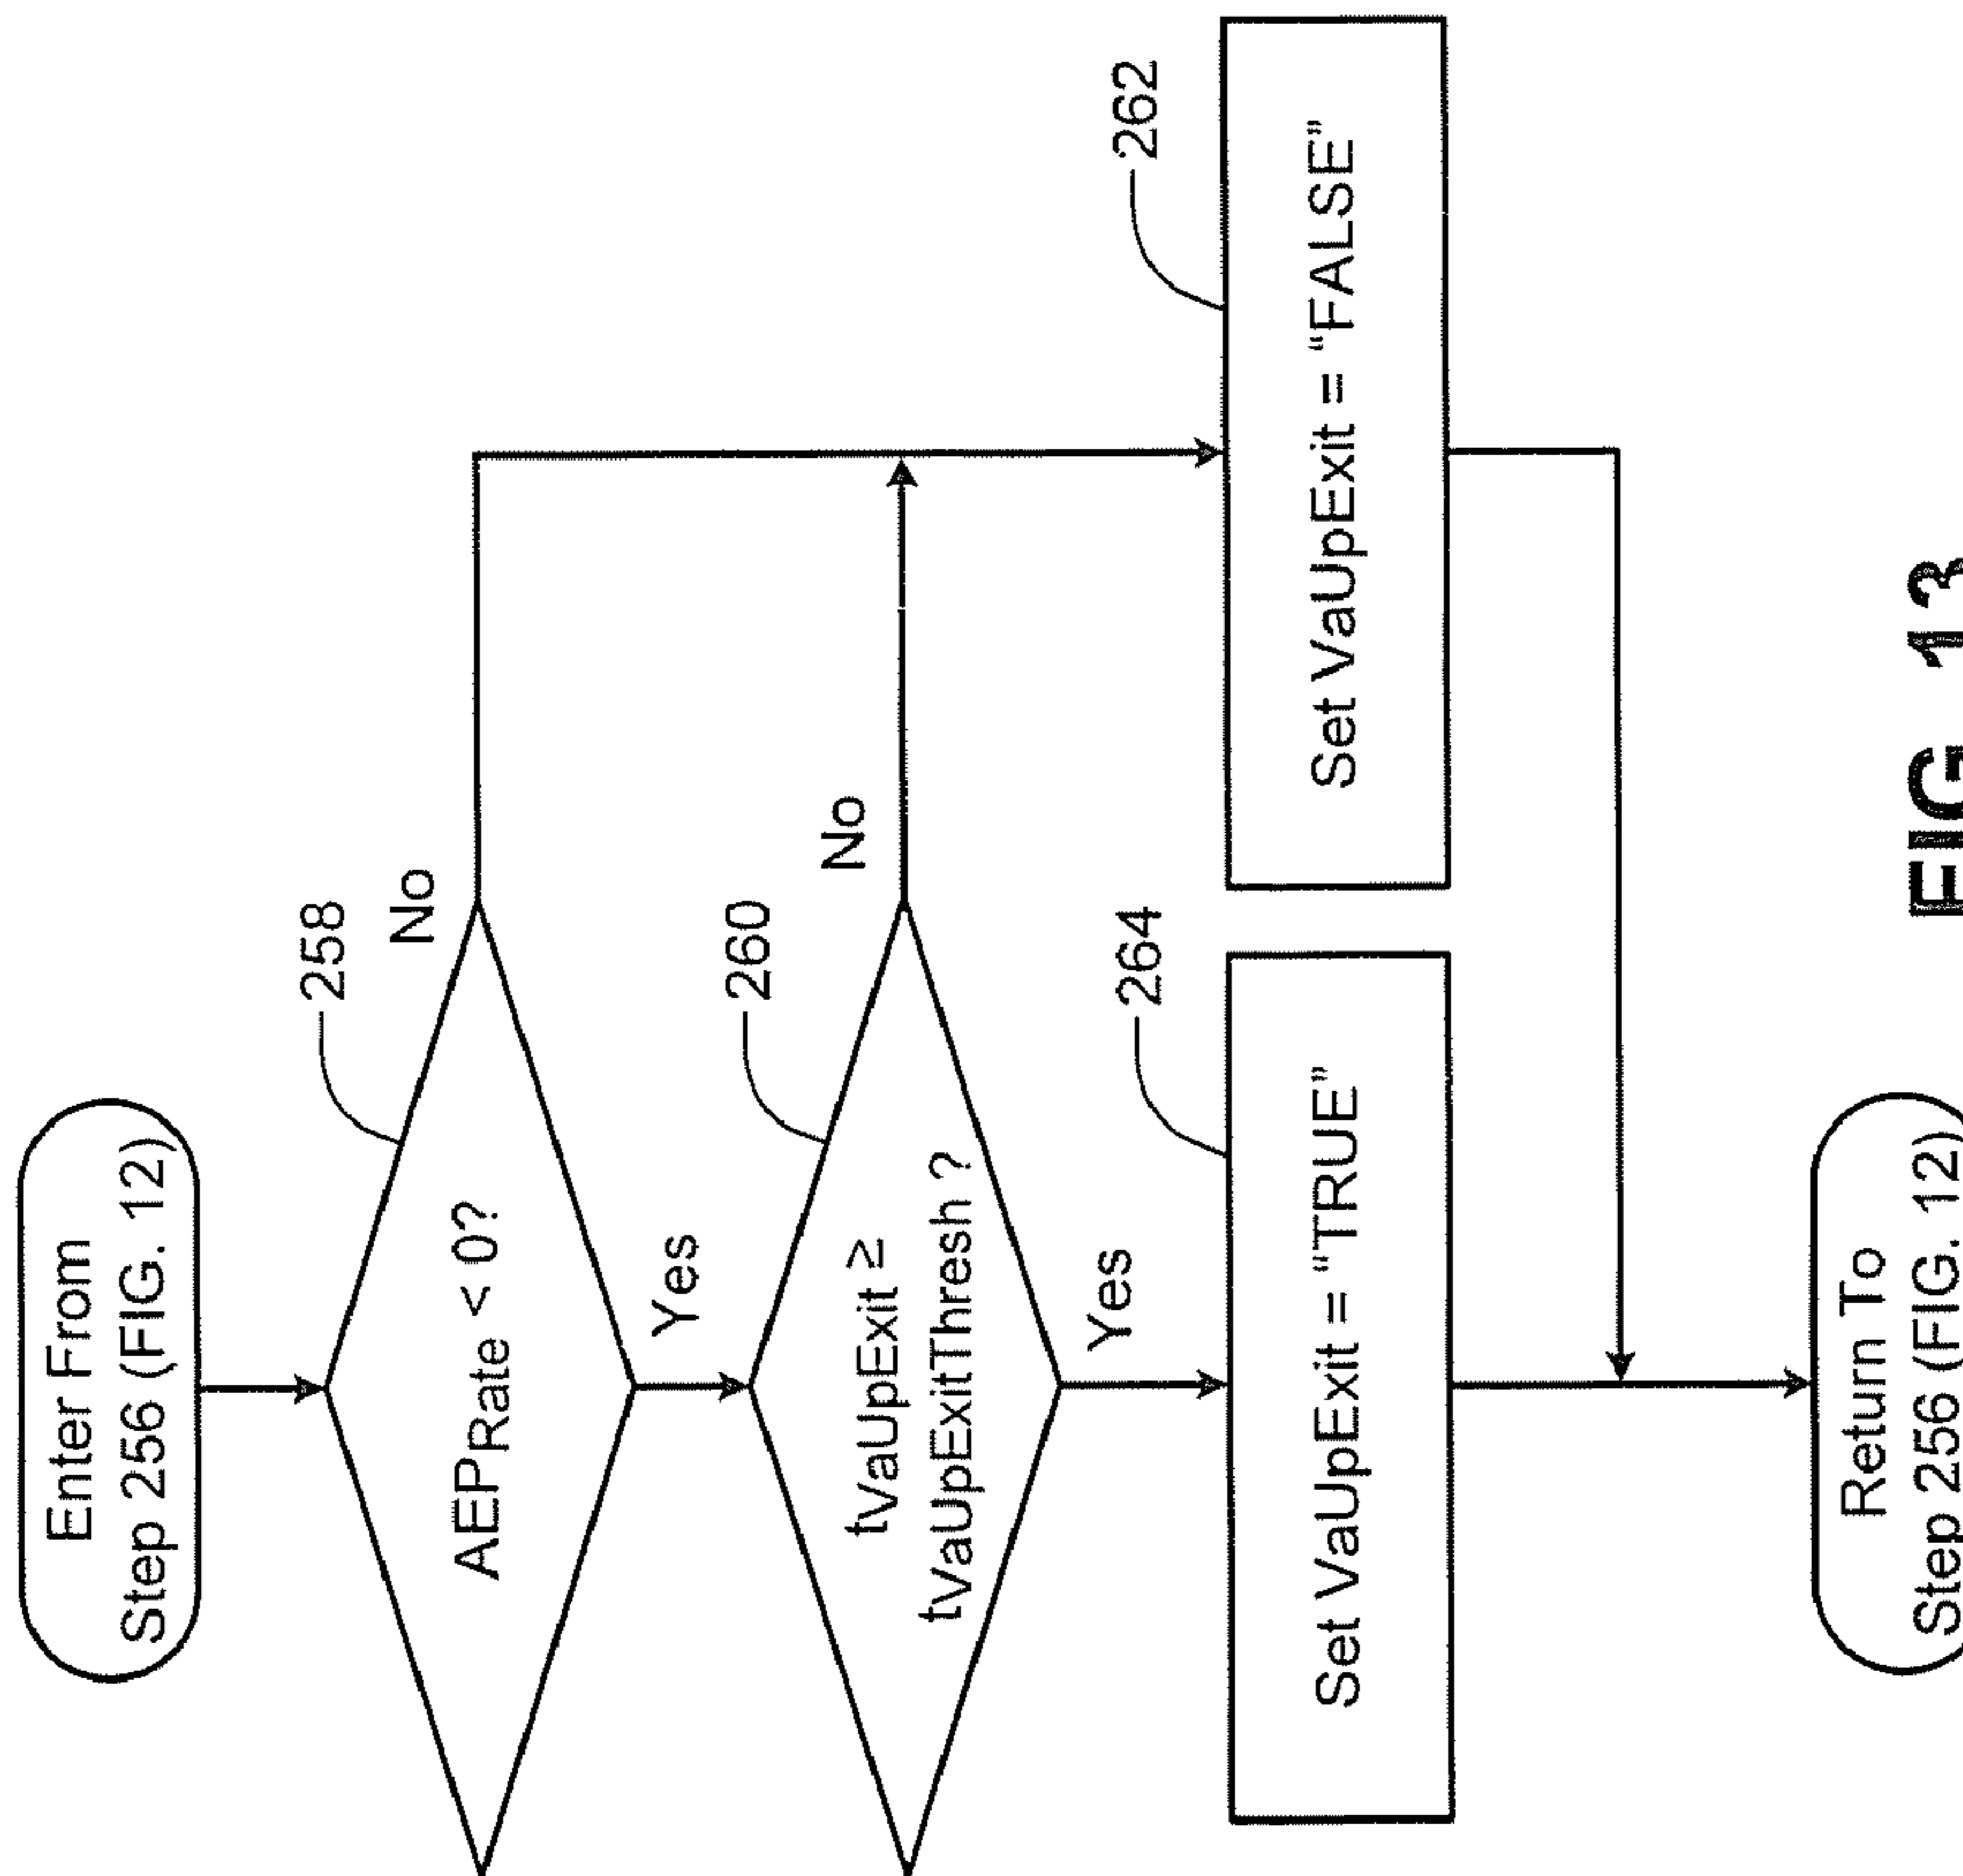 Enter From
Step 256 (FIG. 12)
258
AEPRate < 0?
No
Yes
260
tVaUpExit ≥
tVaUpExitThresh ?
No
Yes
264
Set VaUpExit = "TRUE"
262
Set VaUpExit = "FALSE"
Return To
Step 256 (FIG. 12)
FIG. 13